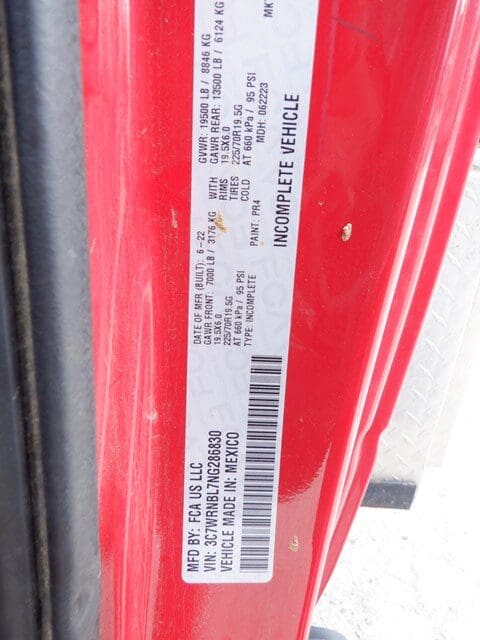 MFD BY: FCA US LLC
VIN: 3C7WRNBL7NG286830
VEHICLE MADE IN: MEXICO
DATE OF MFR (BUILT): 6-22
GAWR FRONT: 7000 LB / 3176 KG
19.5X6.0
225/70R19.5G
AT 660 kPa / 95 PSI
TYPE: INCOMPLETE
GVWR: 19500 LB / 8846 KG
GAWR REAR: 13500 LB / 6124 KG
WITH 19.5X6.0
RIMS 225/70R19.5G
TIRES AT 660 kPa / 95 PSI
COLD
MDH: 062223
PAINT: PR4
INCOMPLETE VEHICLE